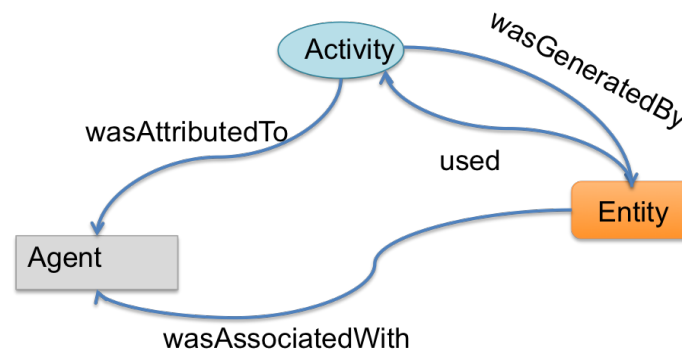 Activity
wasGeneratedBy
wasAttributedTo
used
Entity
Agent
wasAssociatedWith